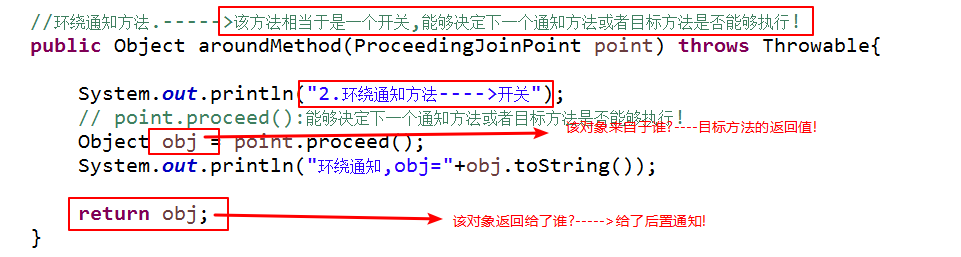 //环绕通知方法.----->该方法相当于是一个开关,能够决定下一个通知方法或者目标方法是否能够执行!
public Object aroundMethod(ProceedingJoinPoint point) throws Throwable{
System.out.println("2.环绕通知方法---->开关");
// point.proceed():能够决定下一个通知方法或者目标方法是否能够执行!
该对象来自于谁?----目标方法的返回值!
Object obj = point.proceed();
System.out.println("环绕通知,obj="+obj.toString());
return obj;
该对象返回给了谁?----->给了后置通知!
}